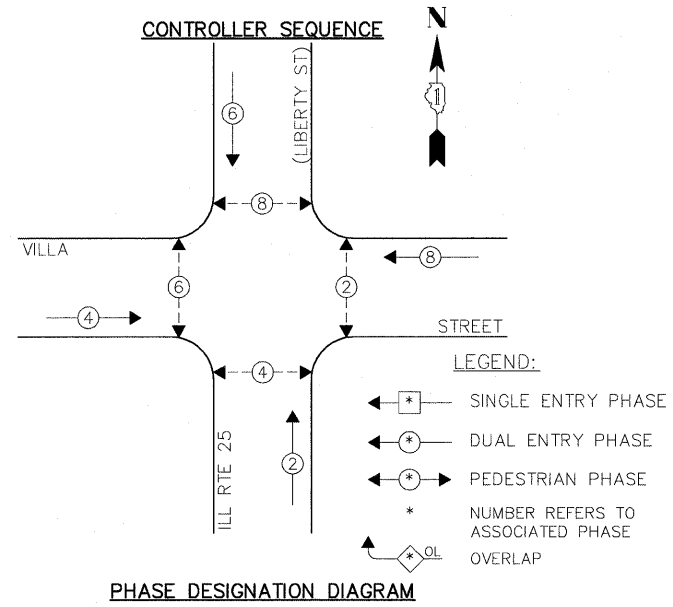 CONTROLLER SEQUENCE
N
1
(LIBERTY ST)
6
8
VILLA
8
6
2
4
STREET
4
LEGEND:
* SINGLE ENTRY PHASE
* DUAL ENTRY PHASE
2
* PEDESTRIAN PHASE
ILL RTE 25
* NUMBER REFERS TO
ASSOCIATED PHASE
* OL OVERLAP
PHASE DESIGNATION DIAGRAM